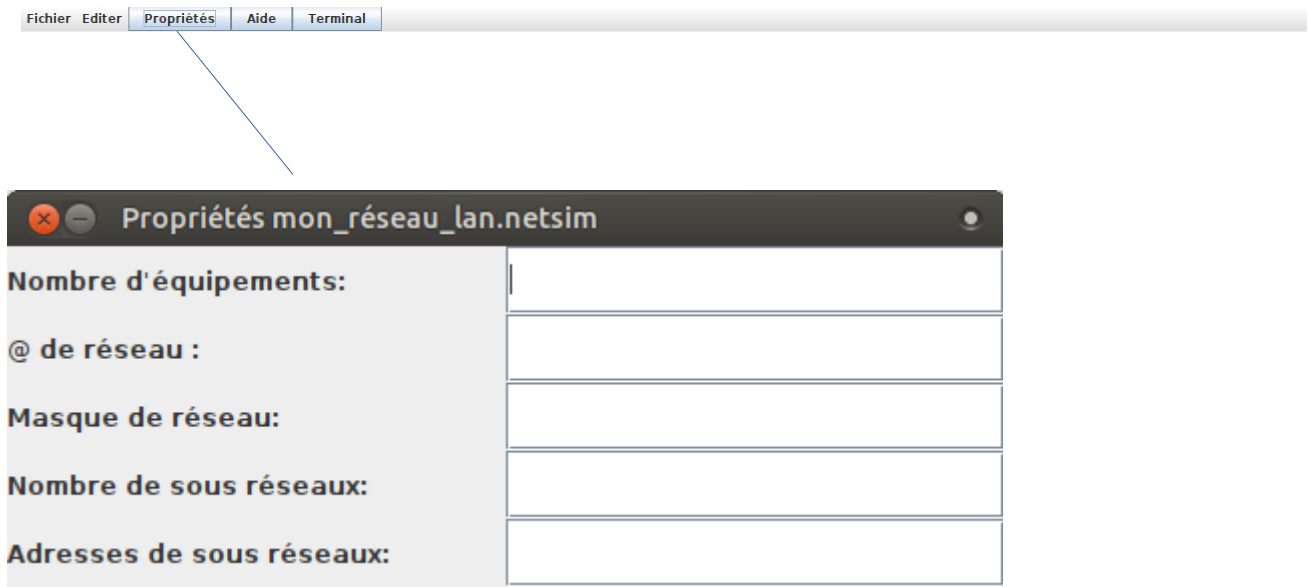 Fichier Editer Propriétés Aide Terminal
Propriétés mon_réseau_lan.netsim
Nombre d'équipements:
@ de réseau :
Masque de réseau:
Nombre de sous réseaux:
Adresses de sous réseaux: